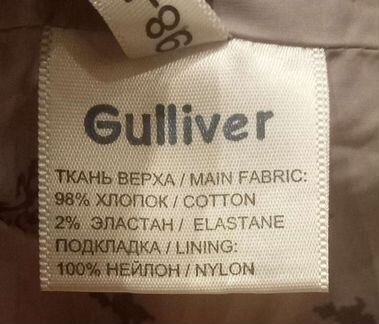 Gulliver
ТКАНЬ ВЕРХА / MAIN FABRIC:
98% ХЛОПОК / COTTON
2% ЭЛАСТАН / ELASTANE
ПОДКЛАДКА / LINING:
100% НЕЙЛОН / NYLON